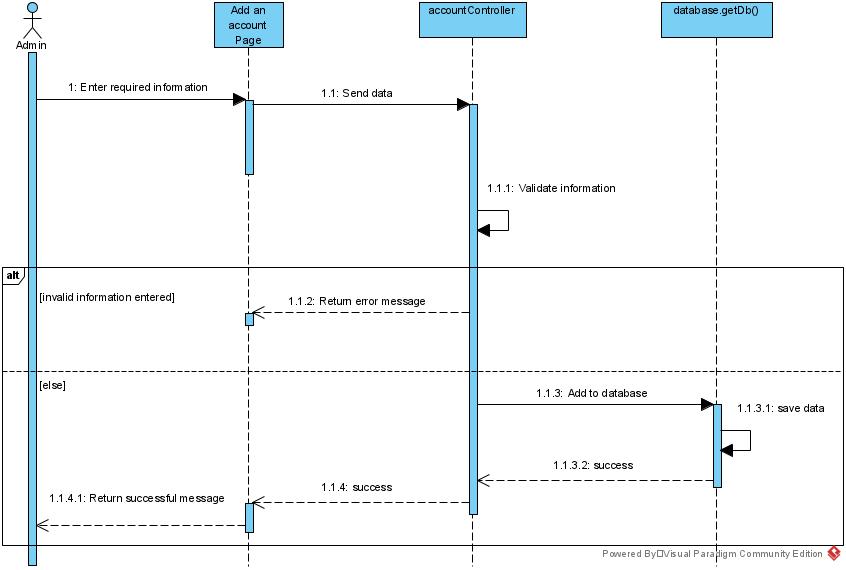 Admin
Add an
account
Page
accountController
database.getDb()
1: Enter required information
1.1: Send data
1.1.1: Validate information
alt
[invalid information entered]
1.1.2: Return error message
[else]
1.1.3: Add to database
1.1.3.1: save data
1.1.3.2: success
1.1.4: success
1.1.4.1: Return successful message
Powered By Visual Paradigm Community Edition